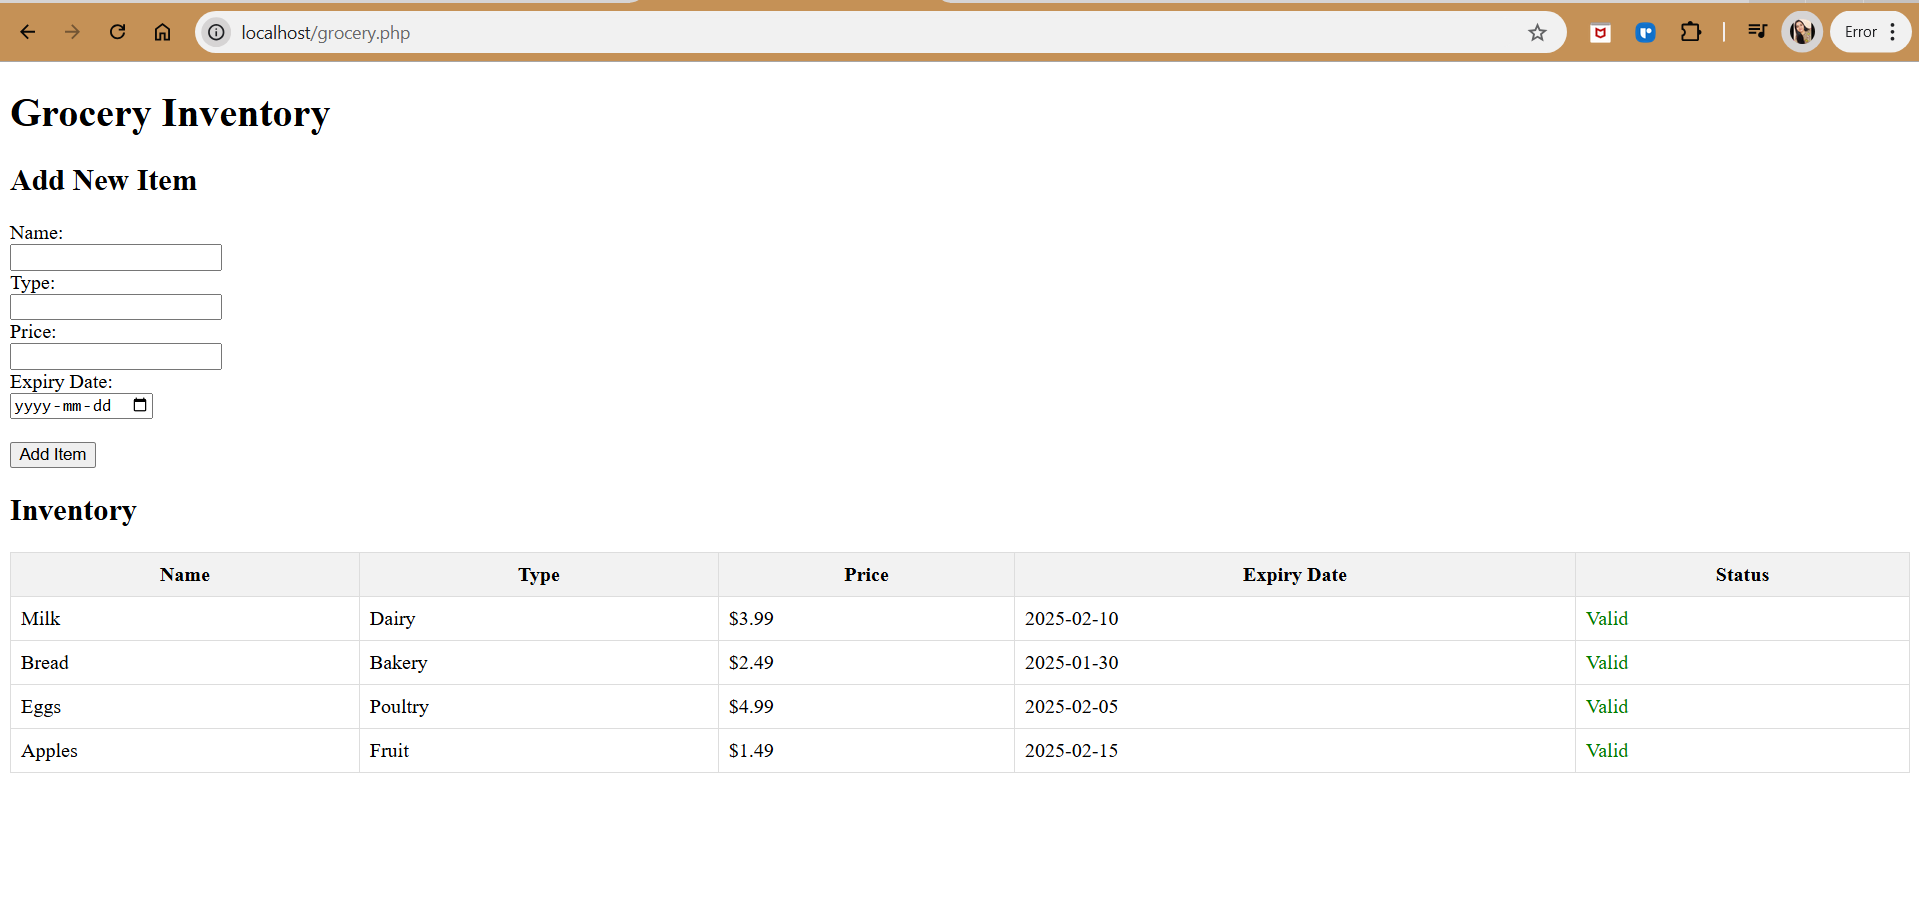 localhost/grocery.php Error
Grocery Inventory
Add New Item
Name:
Type:
Price:
Expiry Date:
yyyy-mm-dd
Add Item
Inventory
Name Type Price Expiry Date Status
Milk Dairy $3.99 2025-02-10 Valid
Bread Bakery $2.49 2025-01-30 Valid
Eggs Poultry $4.99 2025-02-05 Valid
Apples Fruit $1.49 2025-02-15 Valid